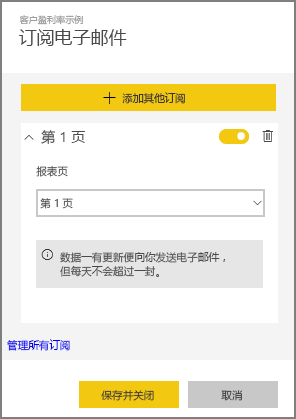 客户盈利率示例
订阅电子邮件
添加其他订阅
第 1 页
报表页
第 1 页
数据一有更新便向你发送电子邮件，
但每天不会超过一封。
管理所有订阅
保存并关闭
取消